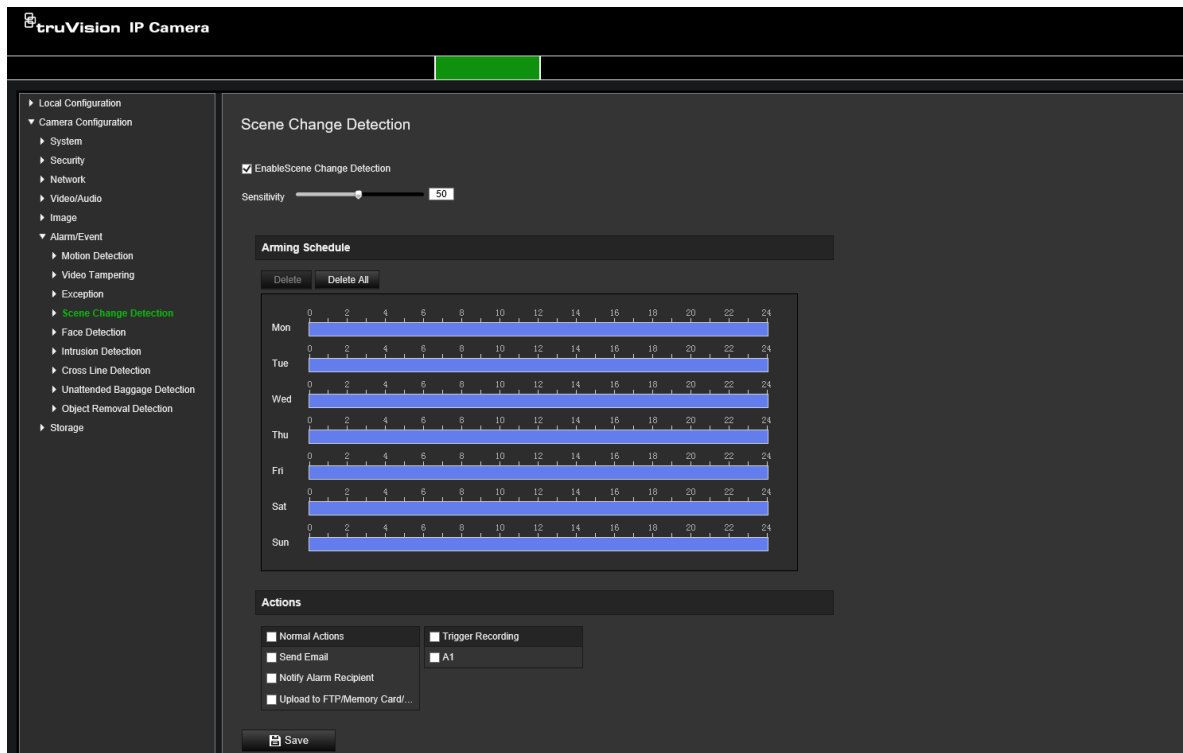 truVision IP Camera
Local Configuration
Camera Configuration
System
Security
Network
Video/Audio
Image
Alarm/Event
Motion Detection
Video Tampering
Exception
Scene Change Detection
Face Detection
Intrusion Detection
Cross Line Detection
Unattended Baggage Detection
Object Removal Detection
Storage
Scene Change Detection
EnableScene Change Detection
Sensitivity 50
Arming Schedule
Delete Delete All
0 2 4 6 8 10 12 14 16 18 20 22 24
Mon
0 2 4 6 8 10 12 14 16 18 20 22 24
Tue
0 2 4 6 8 10 12 14 16 18 20 22 24
Wed
0 2 4 6 8 10 12 14 16 18 20 22 24
Thu
0 2 4 6 8 10 12 14 16 18 20 22 24
Fri
0 2 4 6 8 10 12 14 16 18 20 22 24
Sat
0 2 4 6 8 10 12 14 16 18 20 22 24
Sun
Actions
Normal Actions Trigger Recording
Send Email A1
Notify Alarm Recipient
Upload to FTP/Memory Card/...
Save